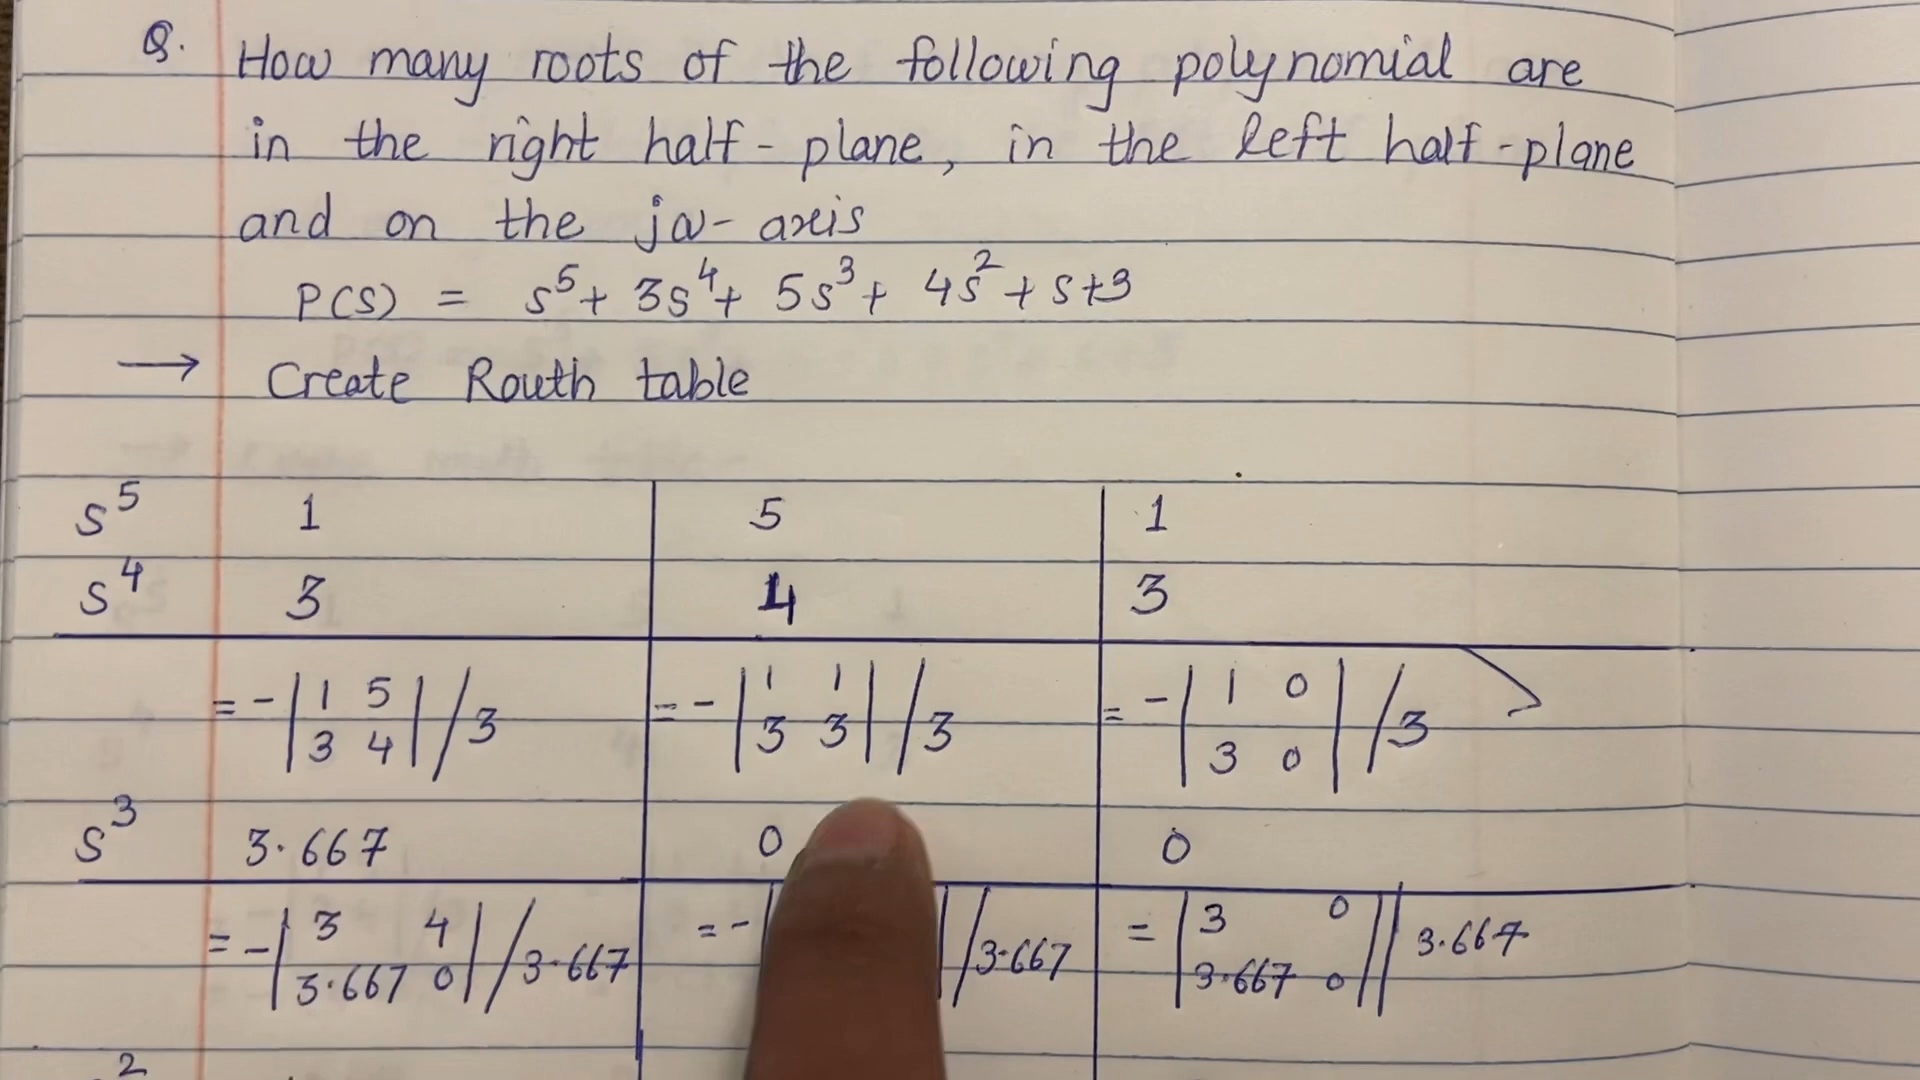 Q. How many roots of the following polynomial are
in the right half-plane, in the left half-plane
and on the jω-axis
P(S) = s⁵ + 3s⁴ + 5s³ + 4s² + s + 3
→ Create Routh table
s⁵ 1 5 1
s⁴ 3 4 3
= - | 1 5 | / 3 = - | 1 1 | / 3 = - | 1 0 | / 3
3 4 3 3 3 0
s³ 3.667 0 0
= - | 3 4 | / 3.667 = - | | / 3.667 = | 3 0 | | 3.667
3.667 0 3.667 0
2